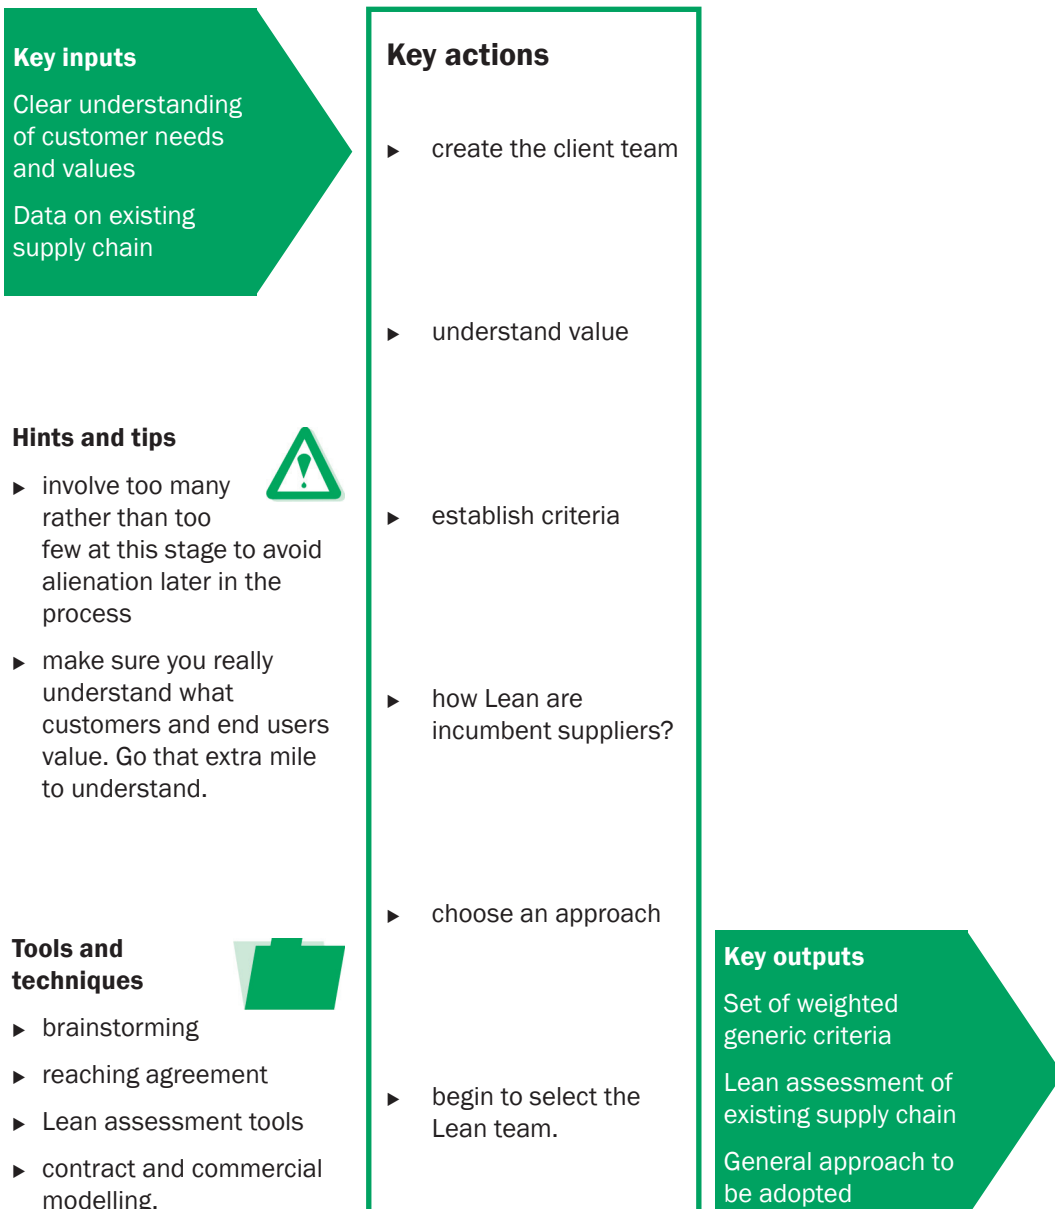 Key inputs
Clear understanding
of customer needs
and values
Data on existing
supply chain
Hints and tips
▶ involve too many
rather than too
few at this stage to avoid
alienation later in the
process
▶ make sure you really
understand what
customers and end users
value. Go that extra mile
to understand.
Tools and
techniques
▶ brainstorming
▶ reaching agreement
▶ Lean assessment tools
▶ contract and commercial
modelling.
Key actions
▶ create the client team
▶ understand value
▶ establish criteria
▶ how Lean are
incumbent suppliers?
▶ choose an approach
▶ begin to select the
Lean team.
Key outputs
Set of weighted
generic criteria
Lean assessment of
existing supply chain
General approach to
be adopted